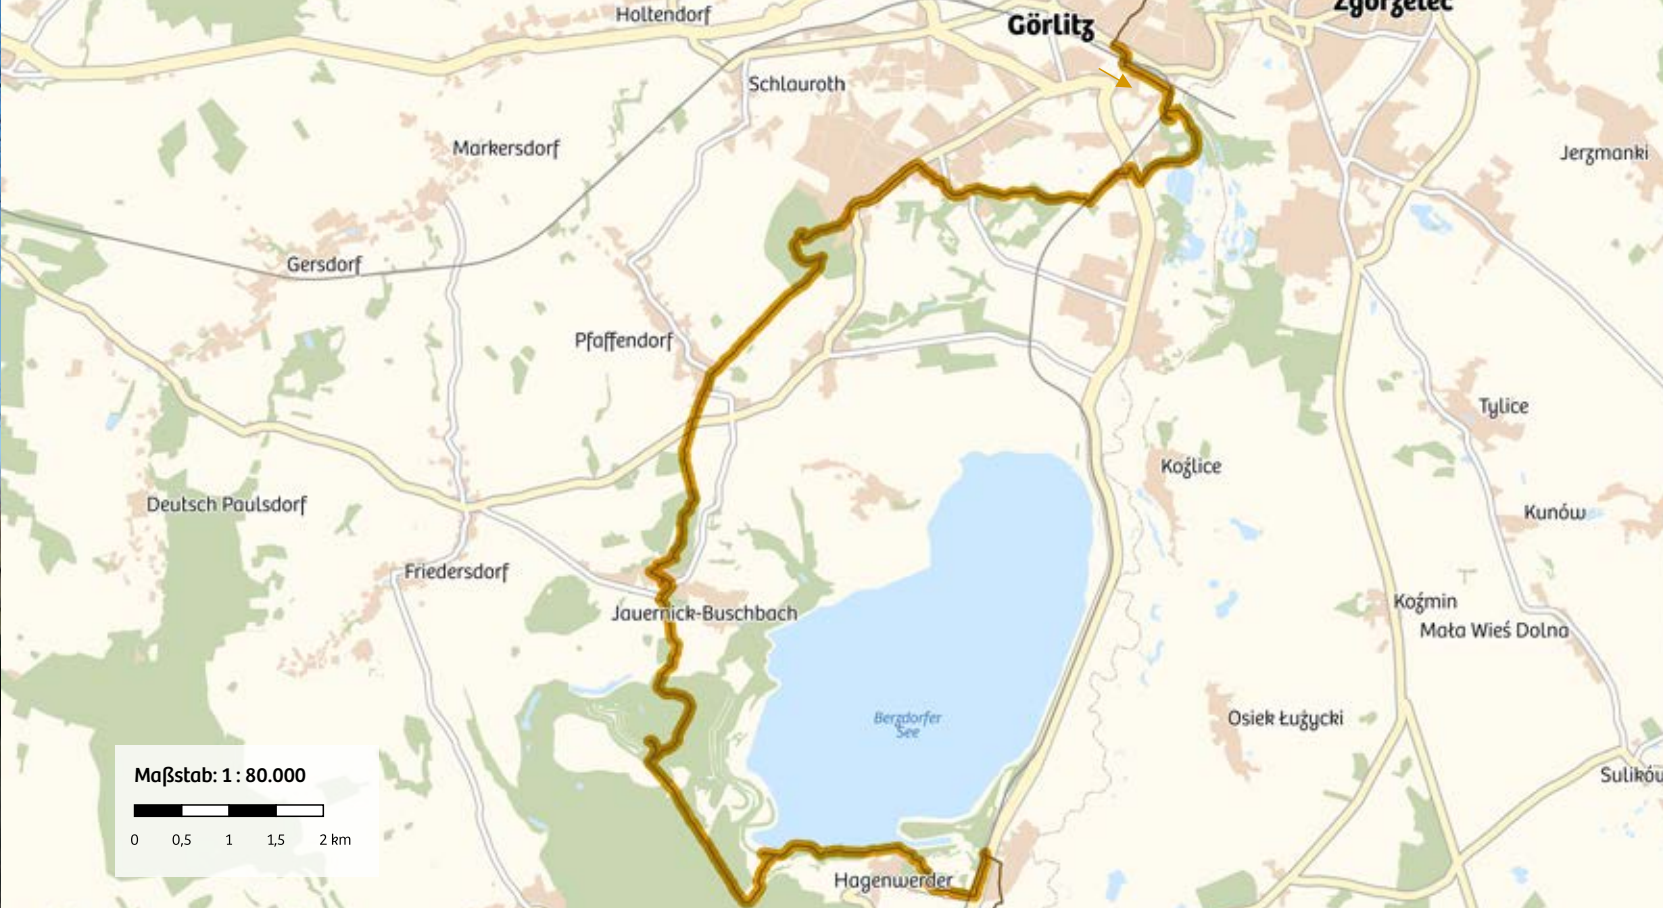 Holtendorf
Görlitz
Zgorzelec
Schlauroth
Markersdorf
Jerzmanki
Gersdorf
Pfaffendorf
Tylice
Koźlice
Deutsch Paulsdorf
Kunów
Friedersdorf
Koźmin
Jauernick-Buschbach
Mała Wieś Dolna
Berzdorfer
See
Osiek Łużycki
Maßstab: 1 : 80.000
Sulików
0 0,5 1 1,5 2 km
Hagenwerder